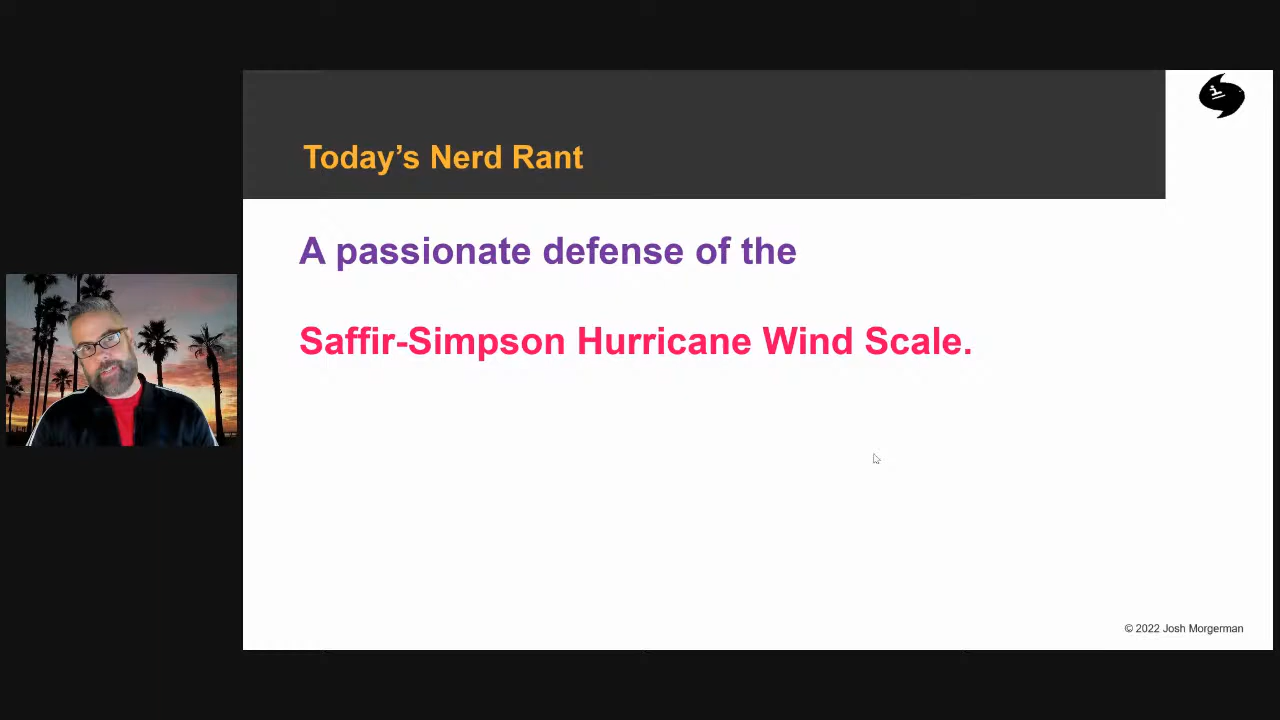 Today’s Nerd Rant
A passionate defense of the
Saffir-Simpson Hurricane Wind Scale.
© 2022 Josh Morgerman